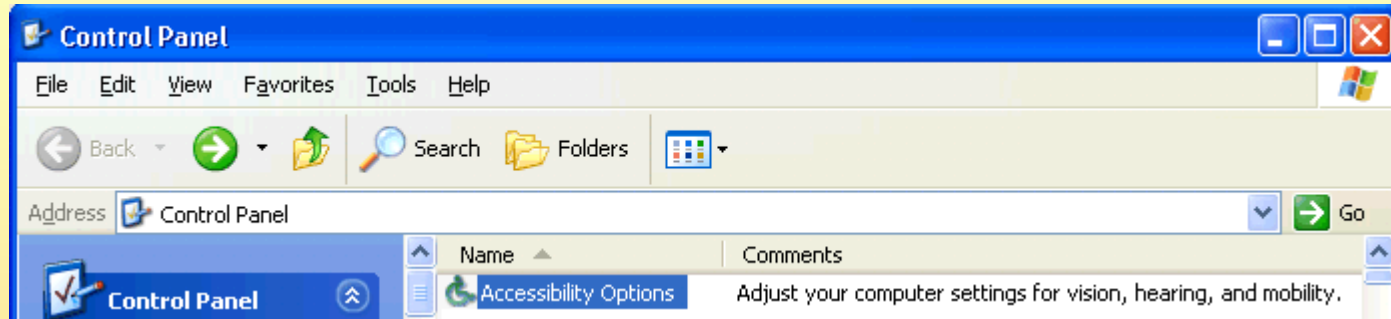 Control Panel
File Edit View Favorites Tools Help
Back Search Folders
Address Control Panel Go
Name Comments
Control Panel Accessibility Options Adjust your computer settings for vision, hearing, and mobility.